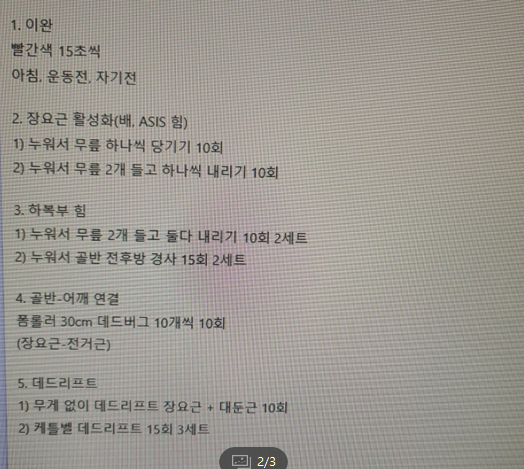 1. 이완
빨간색 15초씩
아침, 운동전, 자기전
2. 장요근 활성화(배, ASIS 힘)
1) 누워서 무릎 하나씩 당기기 10회
2) 누워서 무릎 2개 들고 하나씩 내리기 10회
3. 하복부 힘
1) 누워서 무릎 2개 들고 둘다 내리기 10회 2세트
2) 누워서 골반 전후방 경사 15회 2세트
4. 골반-어깨 연결
폼롤러 30cm 데드버그 10개씩 10회
(장요근-전거근)
5. 데드리프트
1) 무게 없이 데드리프트 장요근 + 대둔근 10회
2) 케틀벨 데드리프트 15회 3세트
2/3